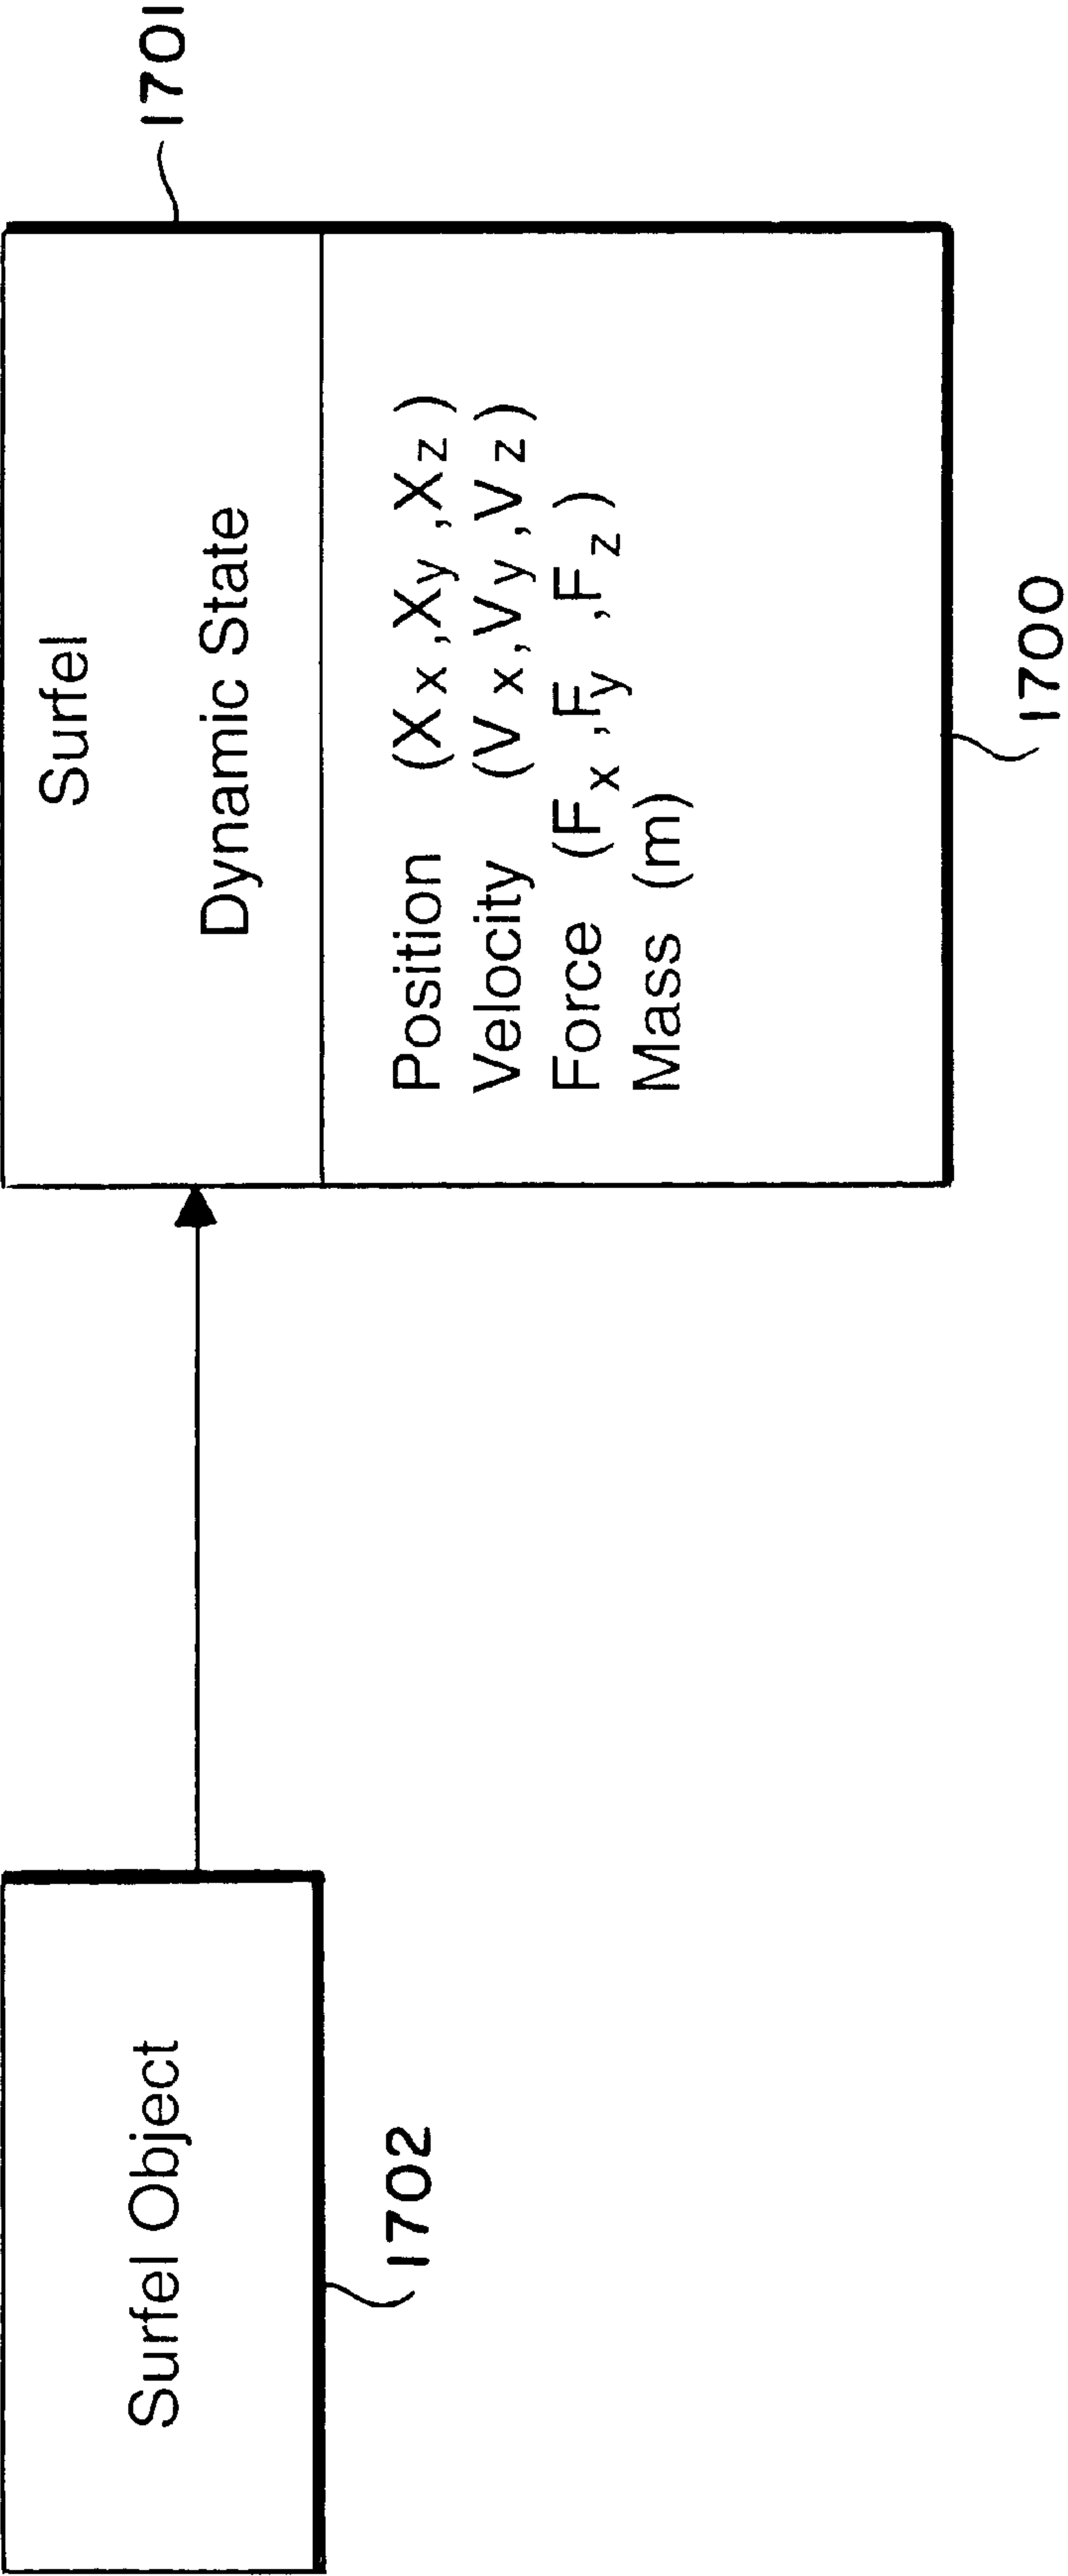 Surfel Object
1702
Surfel
Dynamic State
1701
Position (Xx,Xy,Xz)
Velocity (Vx,Vy,Vz)
Force (Fx,Fy,Fz)
Mass (m)
1700